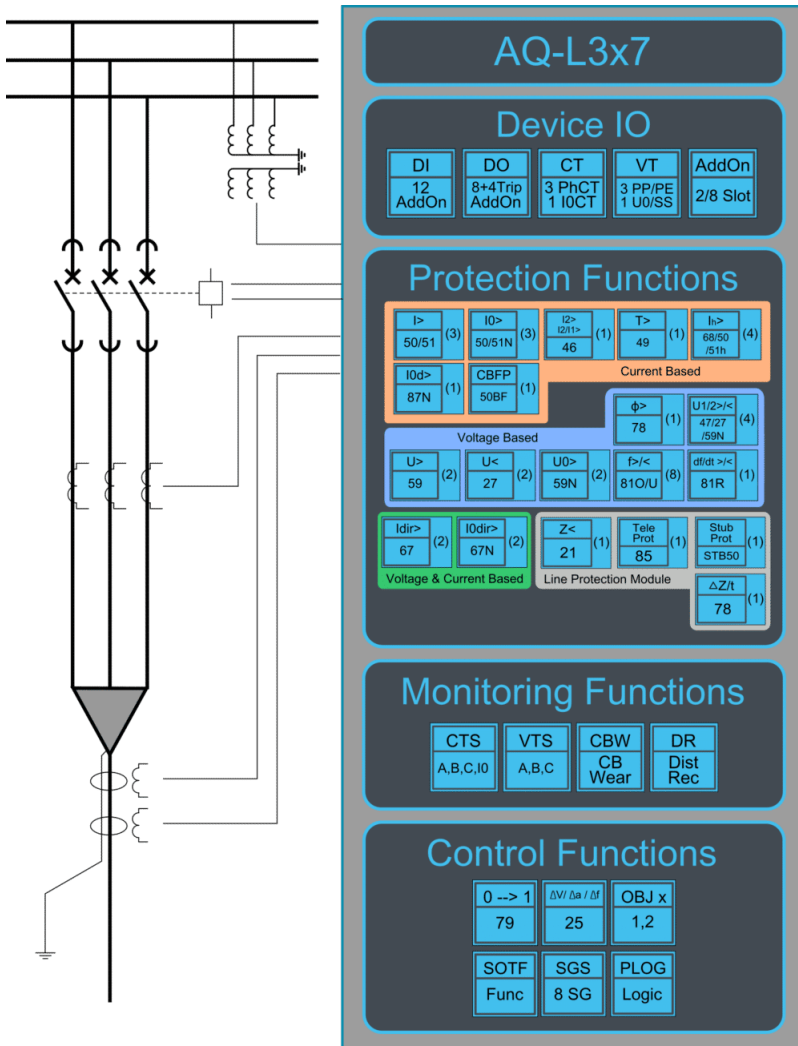 AQ-L3x7
Device IO
DI
12
AddOn
DO
8+4Trip
AddOn
CT
3 PhCT
1 I0CT
VT
3 PP/PE
1 U0/SS
AddOn
2/8 Slot
Protection Functions
I>
50/51
(3)
I0>
50/51N
(3)
I2>
I2/I1>
46
(1)
T>
49
(1)
Ih>
68/50
/51h
(4)
I0d>
87N
(1)
CBFP
50BF
(1)
Current Based
ϕ>
78
(1)
U1/2>/<
47/27
/59N
(4)
Voltage Based
U>
59
(2)
U<
27
(2)
U0>
59N
(2)
f>/<
81O/U
(8)
df/dt >/<
81R
(1)
Idir>
67
(2)
I0dir>
67N
(2)
Voltage & Current Based
Z<
21
(1)
Tele
Prot
85
(1)
Stub
Prot
STB50
(1)
Line Protection Module
△Z/t
78
(1)
Monitoring Functions
CTS
A,B,C,I0
VTS
A,B,C
CBW
CB
Wear
DR
Dist
Rec
Control Functions
0 --> 1
79
ΔV/ Δa / Δf
25
OBJ x
1,2
SOTF
Func
SGS
8 SG
PLOG
Logic